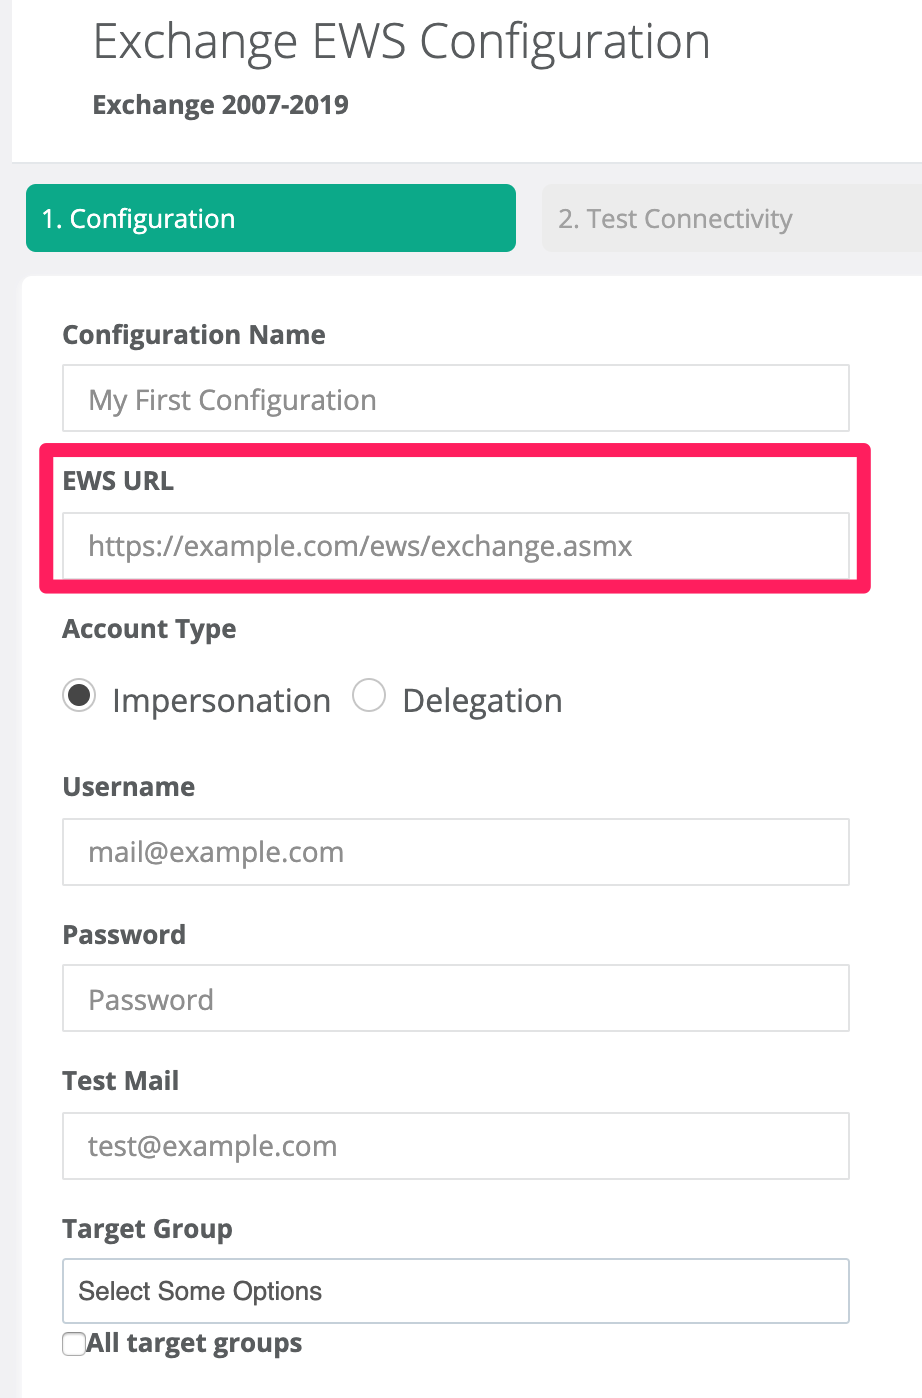 Exchange EWS Configuration
Exchange 2007-2019
1. Configuration
2. Test Connectivity
Configuration Name
My First Configuration
EWS URL
https://example.com/ews/exchange.asmx
Account Type
Impersonation Delegation
Username
mail@example.com
Password
Password
Test Mail
test@example.com
Target Group
Select Some Options
All target groups